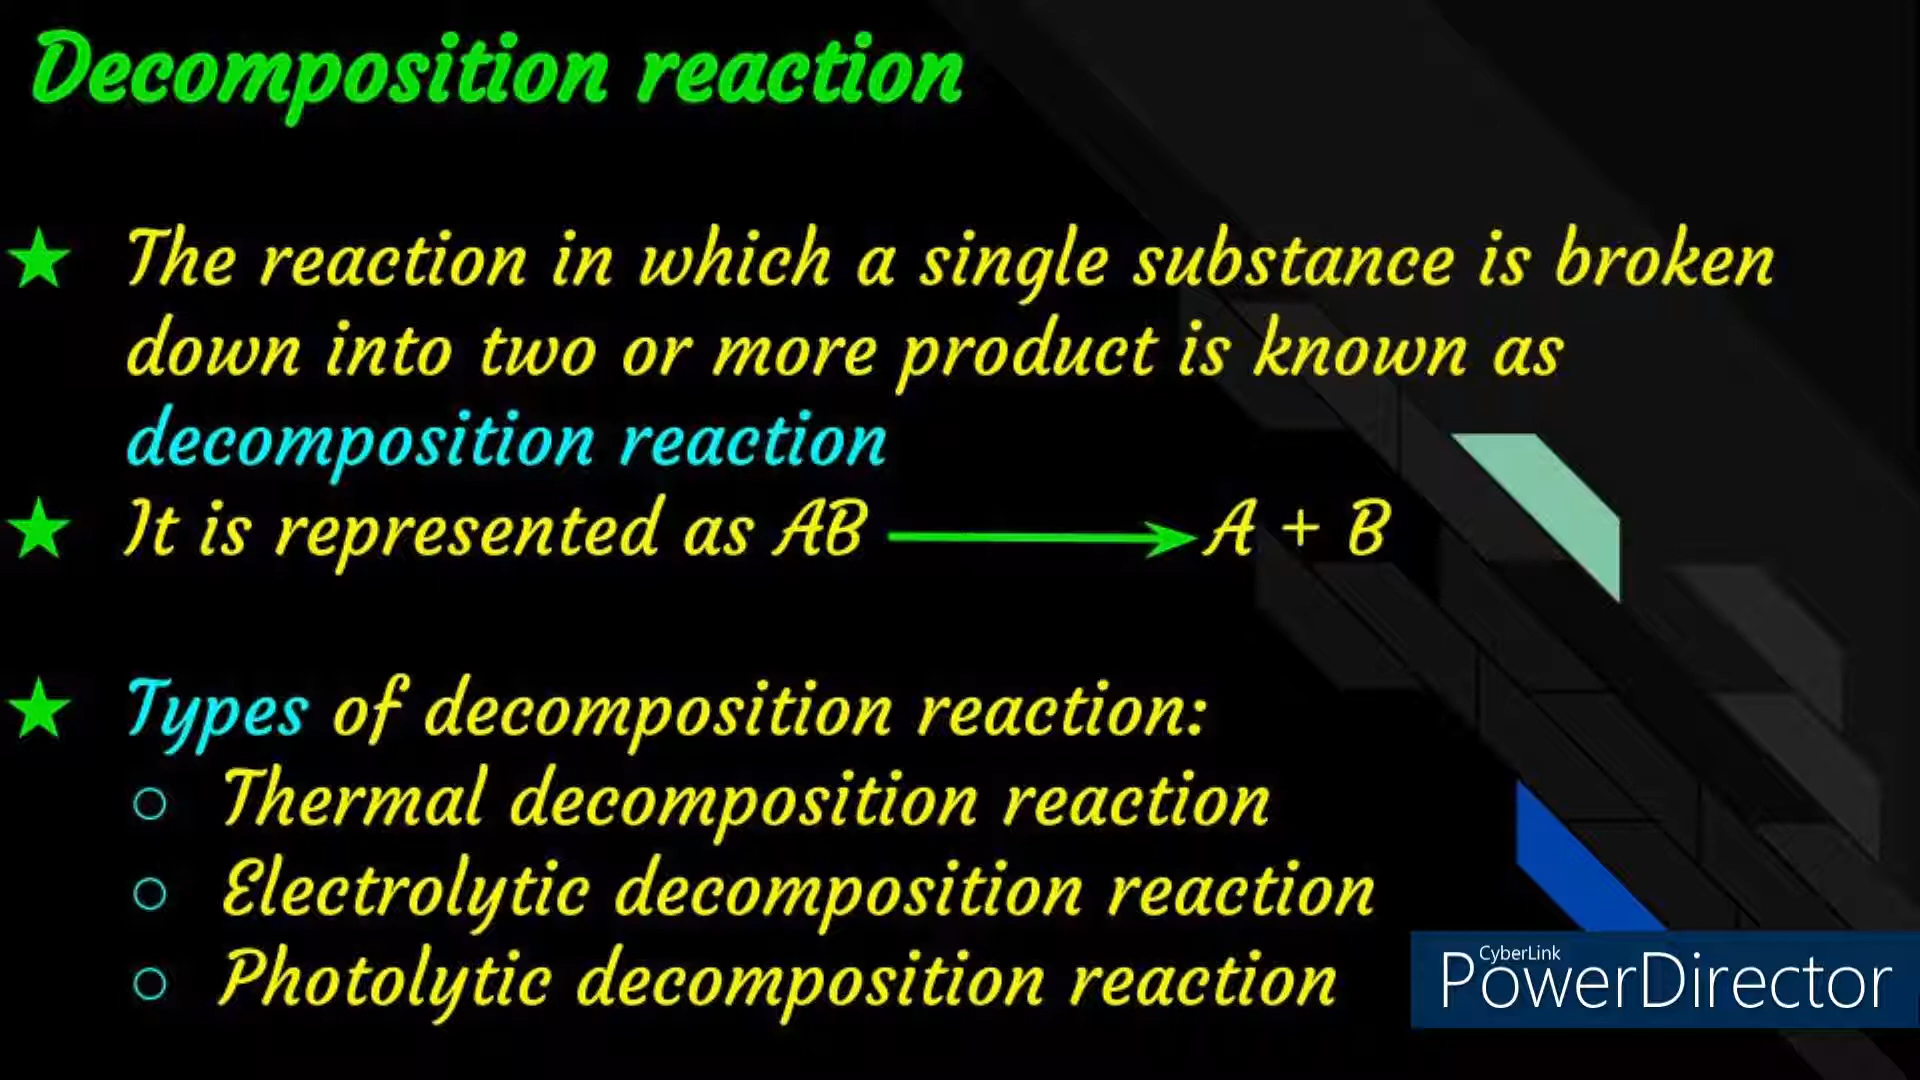 Decomposition reaction
★ The reaction in which a single substance is broken
down into two or more product is known as
decomposition reaction
★ It is represented as AB ⟶ A + B
★ Types of decomposition reaction:
○ Thermal decomposition reaction
○ Electrolytic decomposition reaction
○ Photolytic decomposition reaction
CyberLink
PowerDirector